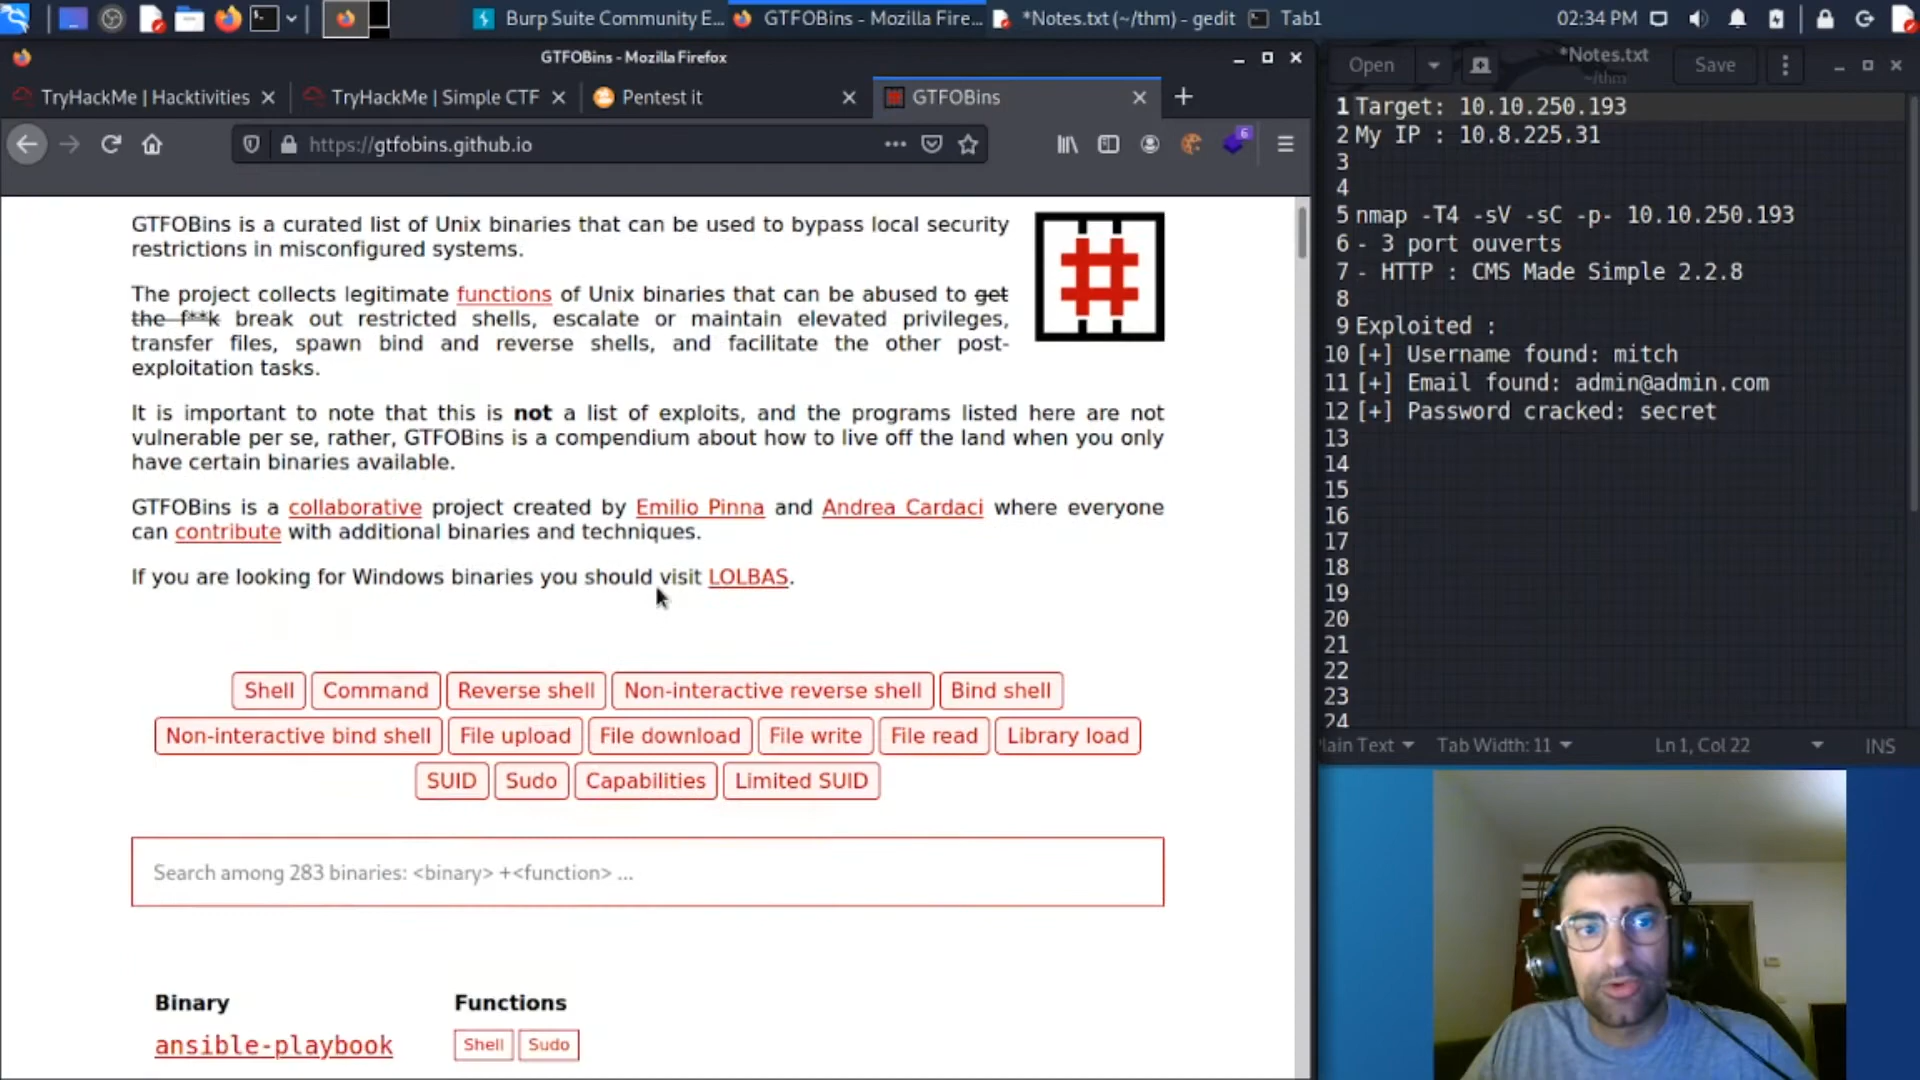 Burp Suite Community E...
GTFOBins - Mozilla Fire...
*Notes.txt (~/thm) - gedit
Tab1
02:34 PM
GTFOBins - Mozilla Firefox
TryHackMe | Hacktivities
TryHackMe | Simple CTF
Pentest it
GTFOBins
https://gtfobins.github.io
6
GTFOBins is a curated list of Unix binaries that can be used to bypass local security
restrictions in misconfigured systems.
The project collects legitimate functions of Unix binaries that can be abused to get
the f**k break out restricted shells, escalate or maintain elevated privileges,
transfer files, spawn bind and reverse shells, and facilitate the other post-
exploitation tasks.
It is important to note that this is not a list of exploits, and the programs listed here are not
vulnerable per se, rather, GTFOBins is a compendium about how to live off the land when you only
have certain binaries available.
GTFOBins is a collaborative project created by Emilio Pinna and Andrea Cardaci where everyone
can contribute with additional binaries and techniques.
If you are looking for Windows binaries you should visit LOLBAS.
Shell Command Reverse shell Non-interactive reverse shell Bind shell
Non-interactive bind shell File upload File download File write File read Library load
SUID Sudo Capabilities Limited SUID
Search among 283 binaries: <binary> +<function> ...
Binary Functions
ansible-playbook Shell Sudo
Open
*Notes.txt
~/thm
Save
1 Target: 10.10.250.193
2 My IP : 10.8.225.31
3
4
5 nmap -T4 -sV -sC -p- 10.10.250.193
6 - 3 port ouverts
7 - HTTP : CMS Made Simple 2.2.8
8
9 Exploited :
10 [+] Username found: mitch
11 [+] Email found: admin@admin.com
12 [+] Password cracked: secret
13
14
15
16
17
18
19
20
21
22
23
24
lain Text Tab Width: 11 Ln 1, Col 22 INS